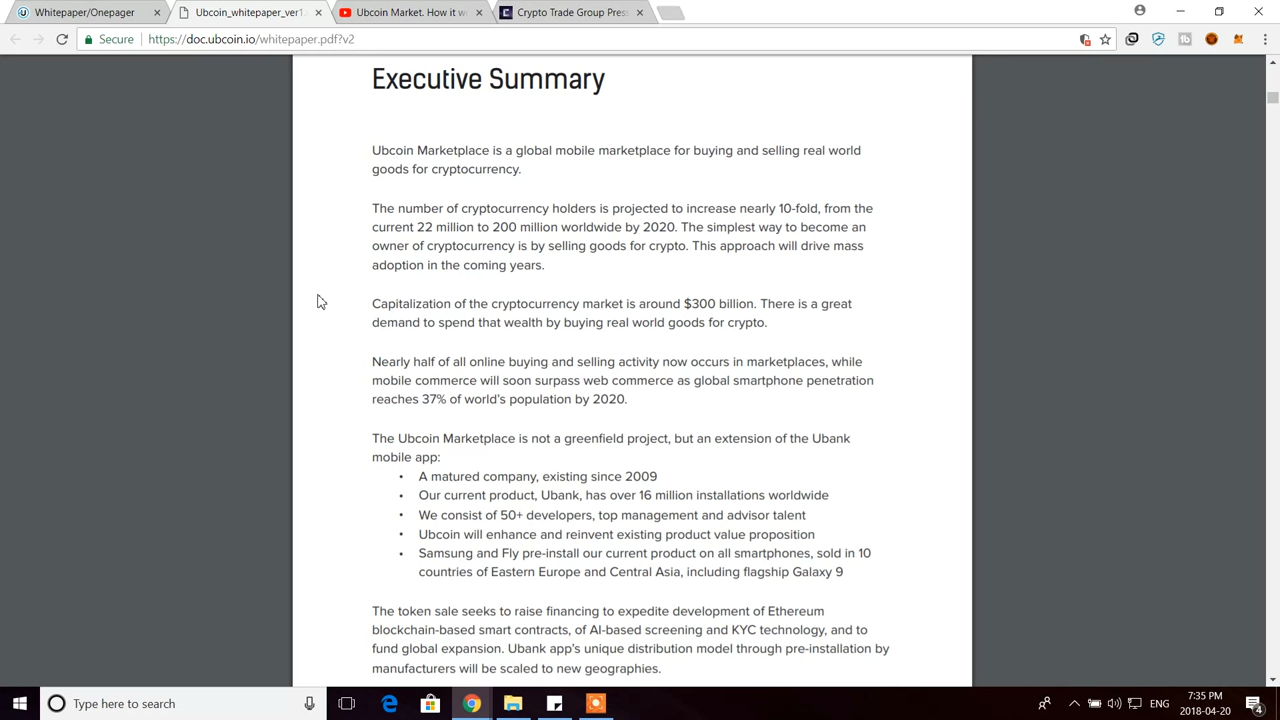 Whitepaper/Onepager
Ubcoin_whitepaper_ver1
Ubcoin Market. How it w
Crypto Trade Group Pres
Secure
https://doc.ubcoin.io/whitepaper.pdf?v2
Executive Summary
Ubcoin Marketplace is a global mobile marketplace for buying and selling real world
goods for cryptocurrency.
The number of cryptocurrency holders is projected to increase nearly 10-fold, from the
current 22 million to 200 million worldwide by 2020. The simplest way to become an
owner of cryptocurrency is by selling goods for crypto. This approach will drive mass
adoption in the coming years.
Capitalization of the cryptocurrency market is around $300 billion. There is a great
demand to spend that wealth by buying real world goods for crypto.
Nearly half of all online buying and selling activity now occurs in marketplaces, while
mobile commerce will soon surpass web commerce as global smartphone penetration
reaches 37% of world's population by 2020.
The Ubcoin Marketplace is not a greenfield project, but an extension of the Ubank
mobile app:
• A matured company, existing since 2009
• Our current product, Ubank, has over 16 million installations worldwide
• We consist of 50+ developers, top management and advisor talent
• Ubcoin will enhance and reinvent existing product value proposition
• Samsung and Fly pre-install our current product on all smartphones, sold in 10
countries of Eastern Europe and Central Asia, including flagship Galaxy 9
The token sale seeks to raise financing to expedite development of Ethereum
blockchain-based smart contracts, of AI-based screening and KYC technology, and to
fund global expansion. Ubank app's unique distribution model through pre-installation by
manufacturers will be scaled to new geographies.
Type here to search
ENG
7:35 PM
2018-04-20
4